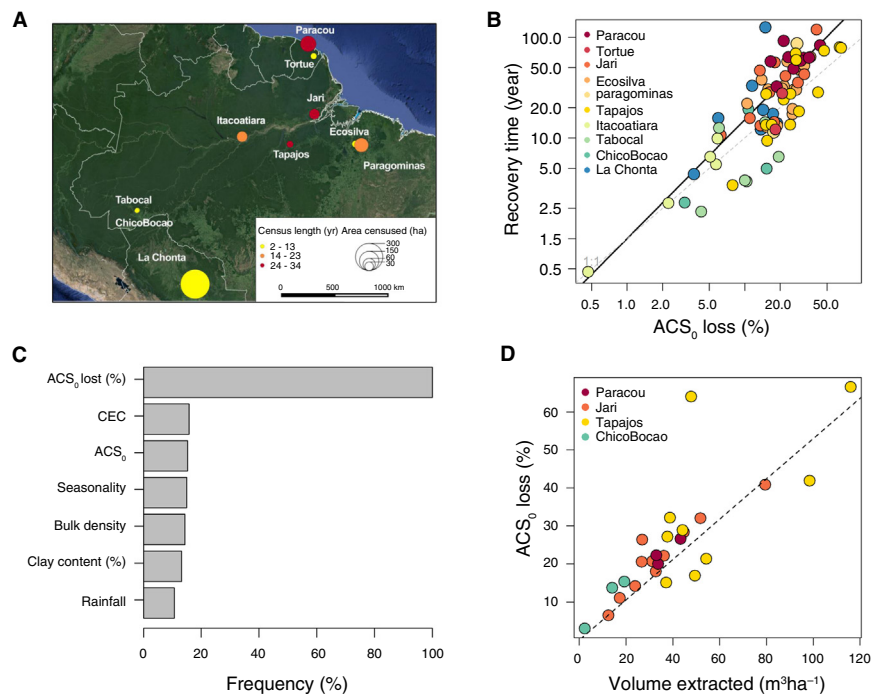 A
Paracou
Tortue
Jari
Itacoatiara
Ecosilva
Tapajos
Paragominas
Tabocal
ChicoBocao
La Chonta
Census length (yr) Area censused (ha)
2 - 13
14 - 23
24 - 34
300
150
60
30
0 500 1000 km
B
Recovery time (year)
100.0
50.0
20.0
10.0
5.0
2.5
1.5
0.5
Paracou
Tortue
Jari
Ecosilva
paragominas
Tapajos
Itacoatiara
Tabocal
ChicoBocao
La Chonta
0.5 1.0 2.0 5.0 20.0 50.0
ACS₀ loss (%)
C
ACS₀ lost (%)
CEC
ACS₀
Seasonality
Bulk density
Clay content (%)
Rainfall
0 20 40 60 80 100
Frequency (%)
D
ACS₀ loss (%)
60
50
40
30
20
10
Paracou
Jari
Tapajos
ChicoBocao
0 20 40 60 80 100 120
Volume extracted (m³ha⁻¹)